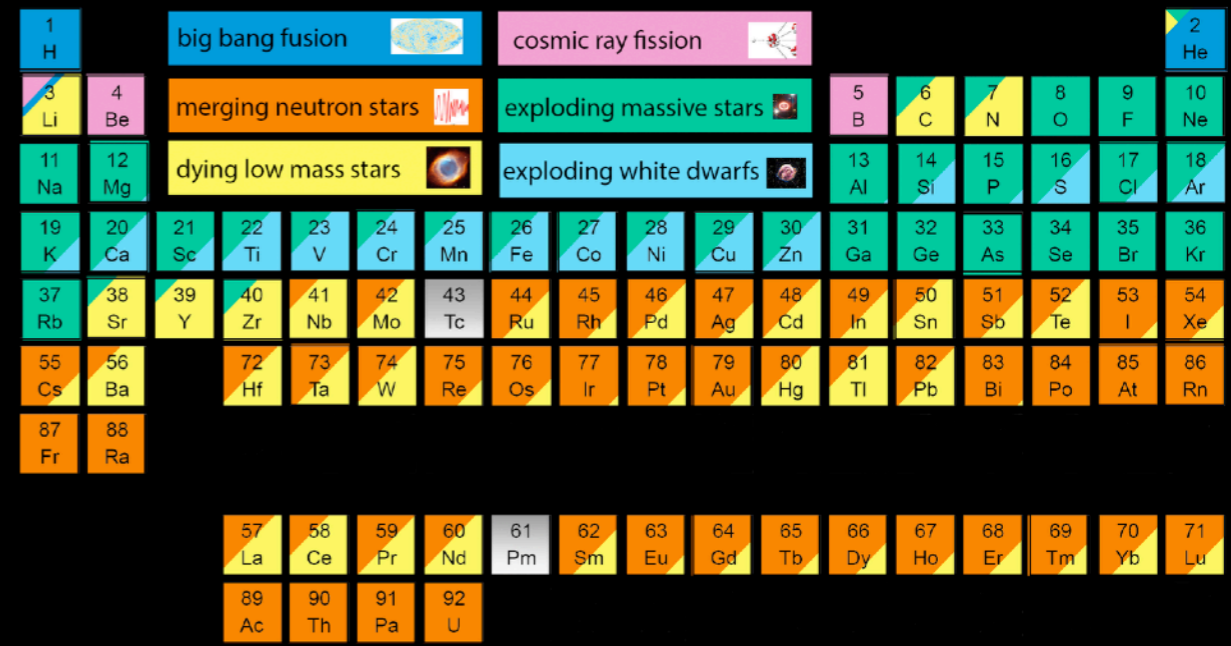 1
H
big bang fusion
cosmic ray fission
2
He
3
Li
4
Be
merging neutron stars
exploding massive stars
5
B
6
C
7
N
8
O
9
F
10
Ne
11
Na
12
Mg
dying low mass stars
exploding white dwarfs
13
Al
14
Si
15
P
16
S
17
Cl
18
Ar
19
K
20
Ca
21
Sc
22
Ti
23
V
24
Cr
25
Mn
26
Fe
27
Co
28
Ni
29
Cu
30
Zn
31
Ga
32
Ge
33
As
34
Se
35
Br
36
Kr
37
Rb
38
Sr
39
Y
40
Zr
41
Nb
42
Mo
43
Tc
44
Ru
45
Rh
46
Pd
47
Ag
48
Cd
49
In
50
Sn
51
Sb
52
Te
53
I
54
Xe
55
Cs
56
Ba
72
Hf
73
Ta
74
W
75
Re
76
Os
77
Ir
78
Pt
79
Au
80
Hg
81
Tl
82
Pb
83
Bi
84
Po
85
At
86
Rn
87
Fr
88
Ra
57
La
58
Ce
59
Pr
60
Nd
61
Pm
62
Sm
63
Eu
64
Gd
65
Tb
66
Dy
67
Ho
68
Er
69
Tm
70
Yb
71
Lu
89
Ac
90
Th
91
Pa
92
U